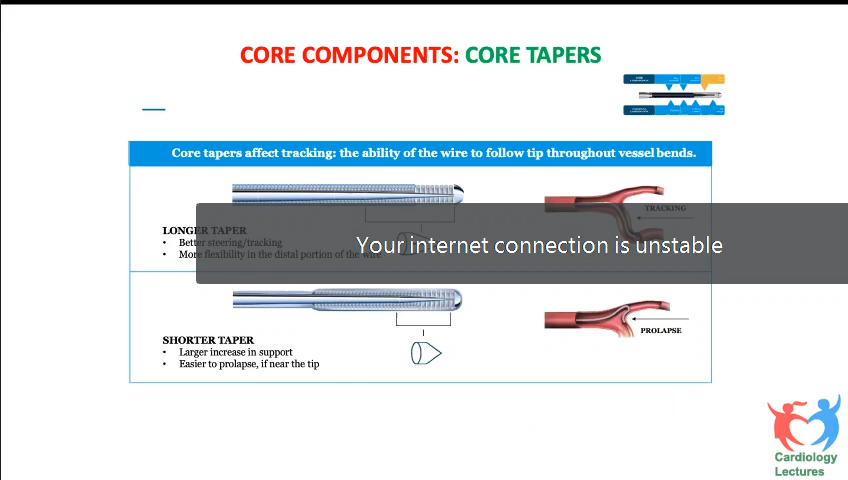 CORE COMPONENTS: CORE TAPERS
Core tapers affect tracking: the ability of the wire to follow tip throughout vessel bends.
TRACKING
LONGER TAPER
• Better steering/tracking
• More flexibility in the distal portion of the wire
Your internet connection is unstable
SHORTER TAPER
• Larger increase in support
• Easier to prolapse, if near the tip
PROLAPSE
Cardiology
Lectures